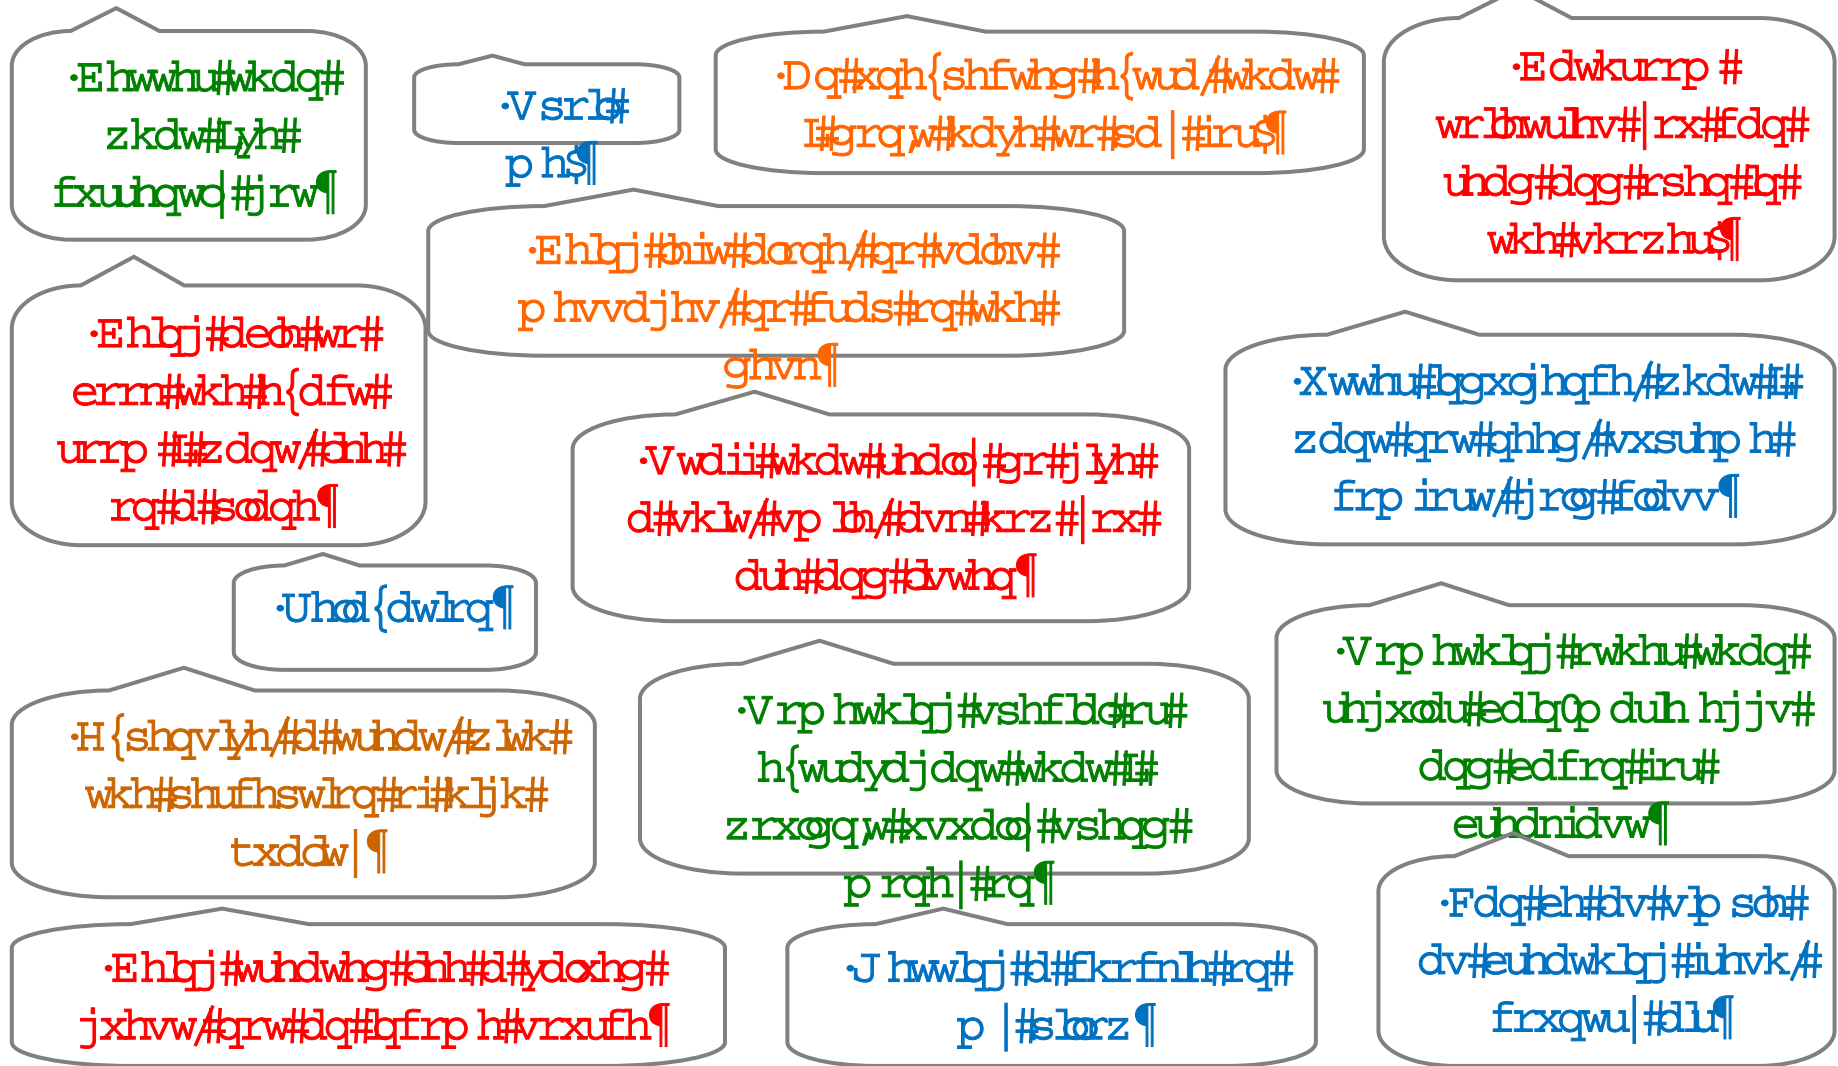 ·Ehwwhu#wkdq#
zkdw#L,yh#
fxuuhqwo|#jrw¶
·Vsrlo#
ph$¶
·Dq#xqh{shfwhg#h{wud/#wkdw#
L#grq,w#kdyh#wr#sd|#iru$¶
·Edwkurrp#
wrlohwulhv#|rx#fdq#
uhdg#dqg#rshq#lq#
wkh#vkrzhu$¶
·Ehlqj#ohiw#dorqh/#qr#vdohv#
phvvdjhv/#qr#fuds#rq#wkh#
ghvn¶
·Ehlqj#deoh#wr#
errn#wkh#h{dfw#
urrp#L#zdqw/#olnh#
rq#d#sodqh¶
·Xwwhu#lqgxojhqfh/#zkdw#L#
zdqw#qrw#qhhg/#vxsuhph#
frpiruw/#jrog#fodvv¶
·Vwdii#wkdw#uhdoo|#gr#jlyh#
d#vklw/#vploh/#dvn#krz#|rx#
duh#dqg#olvwhq¶
·Uhod{dwlrq¶
·Vrphwklqj#rwkhu#wkdq#
uhjxodu#edlq0pdulh hjjv#
dqg#edfrq#iru#
euhdnidvw¶
·H{shqvlyh/#d#wuhdw/#zlwk#
wkh#shufhswlrq#ri#kljk#
txdolw|¶
·Vrphwklqj#vshfldo#ru#
h{wudydjdqw#wkdw#L#
zrxogq,w#xvxdoo|#vshqg#
prqh|#rq¶
·Fdq#eh#dv#vlpsoh#
dv#euhdwklqj#iuhvk/#
frxqwu|#dlu¶
·Ehlqj#wuhdwhg#olnh#d#ydoxhg#
jxhvw/#qrw#dq#lqfrph#vrxufh¶
·Jhwwlqj#d#fkrfnlh#rq#
p|#sloorz¶